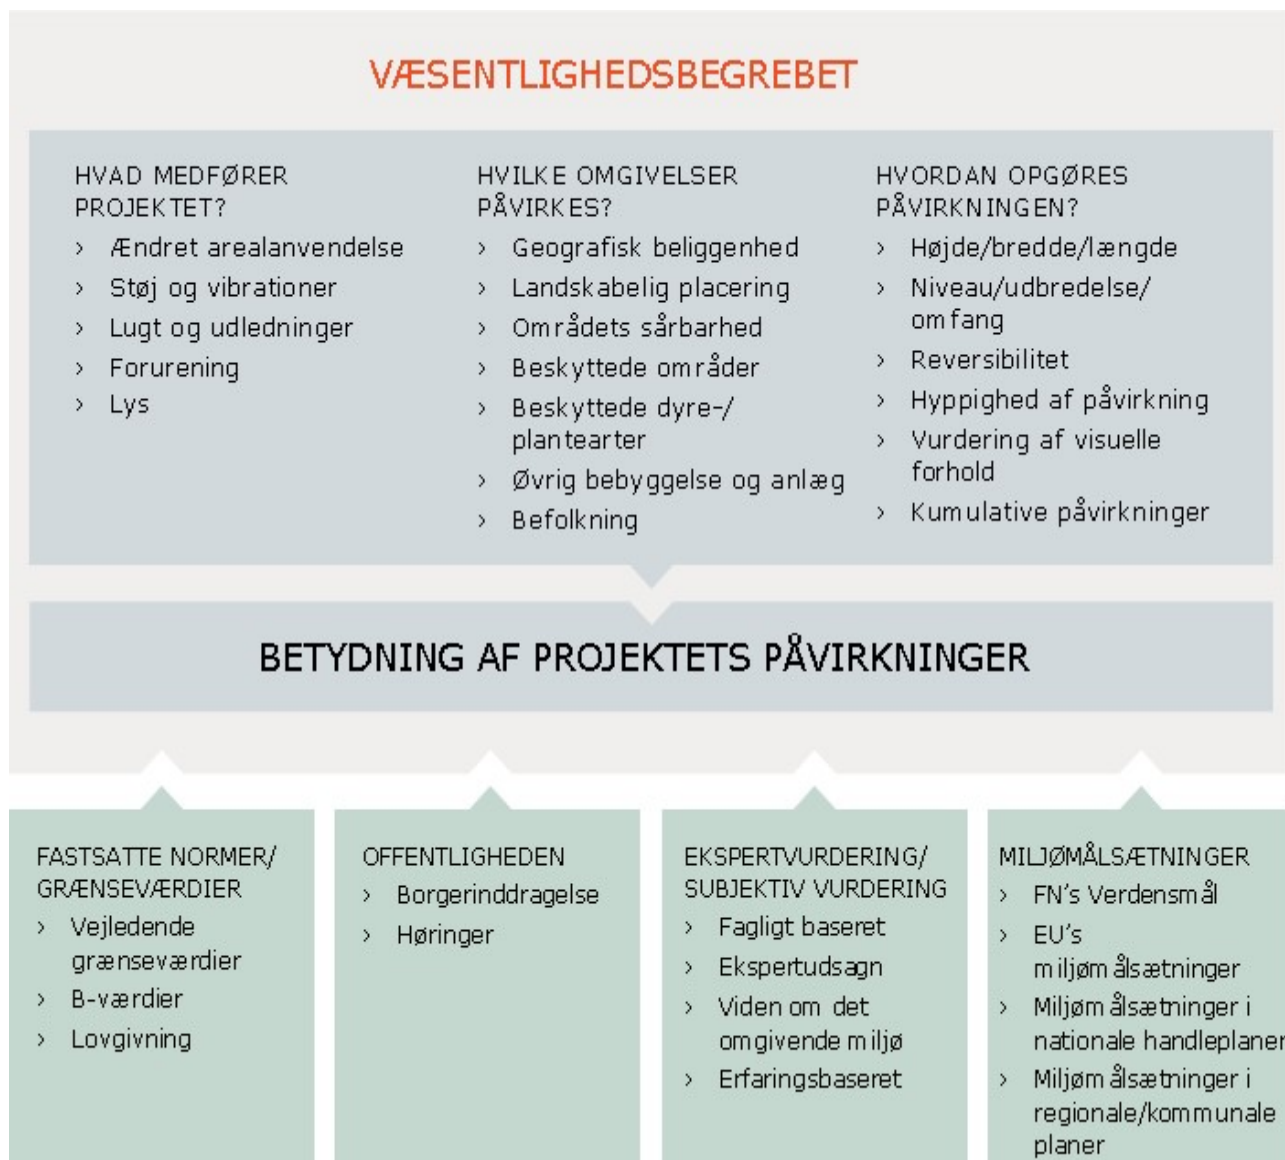 VÆSENTLIGHEDSBEGREBET
HVAD MEDFØRER
PROJEKTET?
› Ændret arealanvendelse
› Støj og vibrationer
› Lugt og udledninger
› Forurening
› Lys
HVILKE OMGIVELSER
PÅVIRKES?
› Geografisk beliggenhed
› Landskabelig placering
› Områdets sårbarhed
› Beskyttede områder
› Beskyttede dyre-/
plantearter
› Øvrig bebyggelse og anlæg
› Befolkning
HVORDAN OPGØRES
PÅVIRKNINGEN?
› Højde/bredde/længde
› Niveau/udbredelse/
omfang
› Reversibilitet
› Hyppighed af påvirkning
› Vurdering af visuelle
forhold
› Kumulative påvirkninger
BETYDNING AF PROJEKTETS PÅVIRKNINGER
FASTSATTE NORMER/
GRÆNSEVÆRDIER
› Vejledende
grænseværdier
› B-værdier
› Lovgivning
OFFENTLIGHEDEN
› Borgerinddragelse
› Høringer
EKSPERTVURDERING/
SUBJEKTIV VURDERING
› Fagligt baseret
› Ekspertudsagn
› Viden om det
omgivende miljø
› Erfaringsbaseret
MILJØMÅLSÆTNINGER
› FN's Verdensmål
› EU's
miljømålsætninger
› Miljømålsætninger i
nationale handleplaner
› Miljømålsætninger i
regionale/kommunale
planer